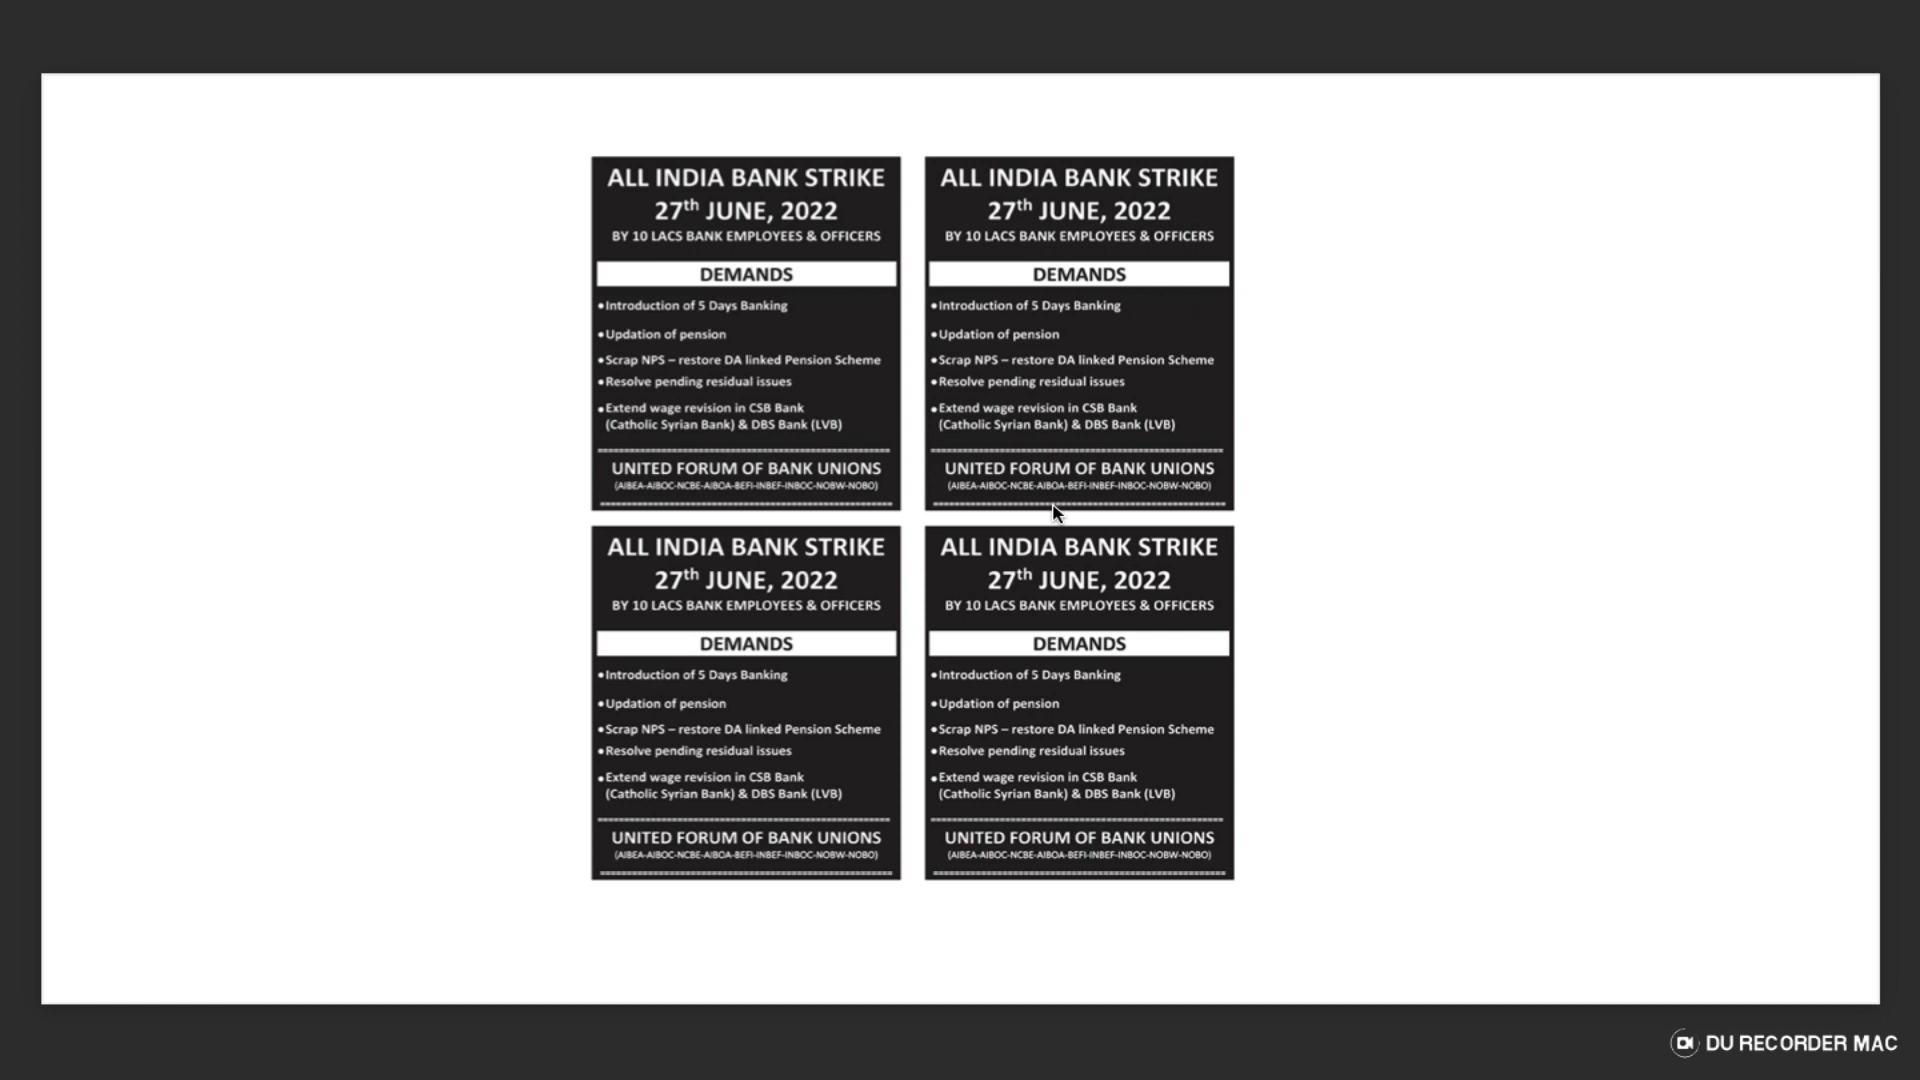 ALL INDIA BANK STRIKE
27th JUNE, 2022
BY 10 LACS BANK EMPLOYEES & OFFICERS
DEMANDS
•Introduction of 5 Days Banking
•Updation of pension
•Scrap NPS – restore DA linked Pension Scheme
•Resolve pending residual issues
•Extend wage revision in CSB Bank
(Catholic Syrian Bank) & DBS Bank (LVB)
UNITED FORUM OF BANK UNIONS
(AIBEA-AIBOC-NCBE-AIBOA-BEFI-INBEF-INBOC-NOBW-NOBO)
ALL INDIA BANK STRIKE
27th JUNE, 2022
BY 10 LACS BANK EMPLOYEES & OFFICERS
DEMANDS
•Introduction of 5 Days Banking
•Updation of pension
•Scrap NPS – restore DA linked Pension Scheme
•Resolve pending residual issues
•Extend wage revision in CSB Bank
(Catholic Syrian Bank) & DBS Bank (LVB)
UNITED FORUM OF BANK UNIONS
(AIBEA-AIBOC-NCBE-AIBOA-BEFI-INBEF-INBOC-NOBW-NOBO)
ALL INDIA BANK STRIKE
27th JUNE, 2022
BY 10 LACS BANK EMPLOYEES & OFFICERS
DEMANDS
•Introduction of 5 Days Banking
•Updation of pension
•Scrap NPS – restore DA linked Pension Scheme
•Resolve pending residual issues
•Extend wage revision in CSB Bank
(Catholic Syrian Bank) & DBS Bank (LVB)
UNITED FORUM OF BANK UNIONS
(AIBEA-AIBOC-NCBE-AIBOA-BEFI-INBEF-INBOC-NOBW-NOBO)
ALL INDIA BANK STRIKE
27th JUNE, 2022
BY 10 LACS BANK EMPLOYEES & OFFICERS
DEMANDS
•Introduction of 5 Days Banking
•Updation of pension
•Scrap NPS – restore DA linked Pension Scheme
•Resolve pending residual issues
•Extend wage revision in CSB Bank
(Catholic Syrian Bank) & DBS Bank (LVB)
UNITED FORUM OF BANK UNIONS
(AIBEA-AIBOC-NCBE-AIBOA-BEFI-INBEF-INBOC-NOBW-NOBO)
DU RECORDER MAC